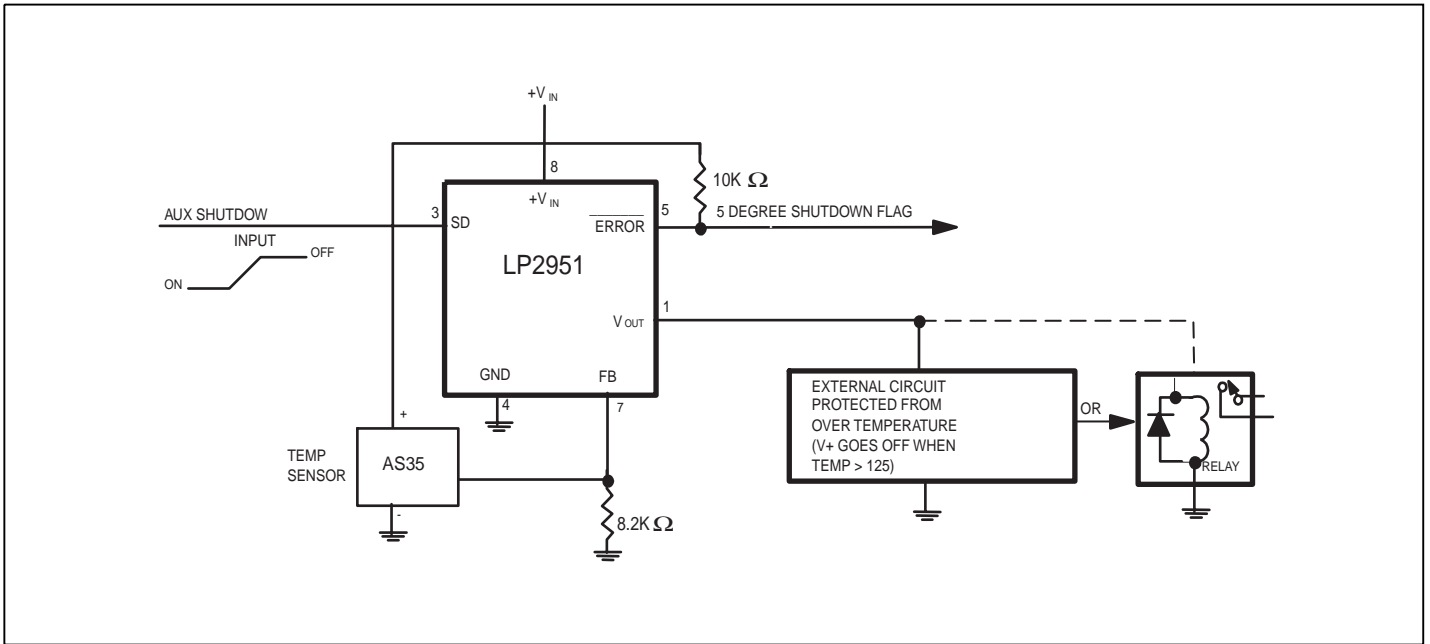 +V IN
8
+V IN
10K Ω
AUX SHUTDOW
3
SD
5
ERROR
5 DEGREE SHUTDOWN FLAG
INPUT
OFF
ON
LP2951
1
V OUT
GND
FB
4
7
+
TEMP
SENSOR
AS35
-
8.2K Ω
EXTERNAL CIRCUIT
PROTECTED FROM
OVER TEMPERATURE
(V+ GOES OFF WHEN
TEMP > 125)
OR
RELAY